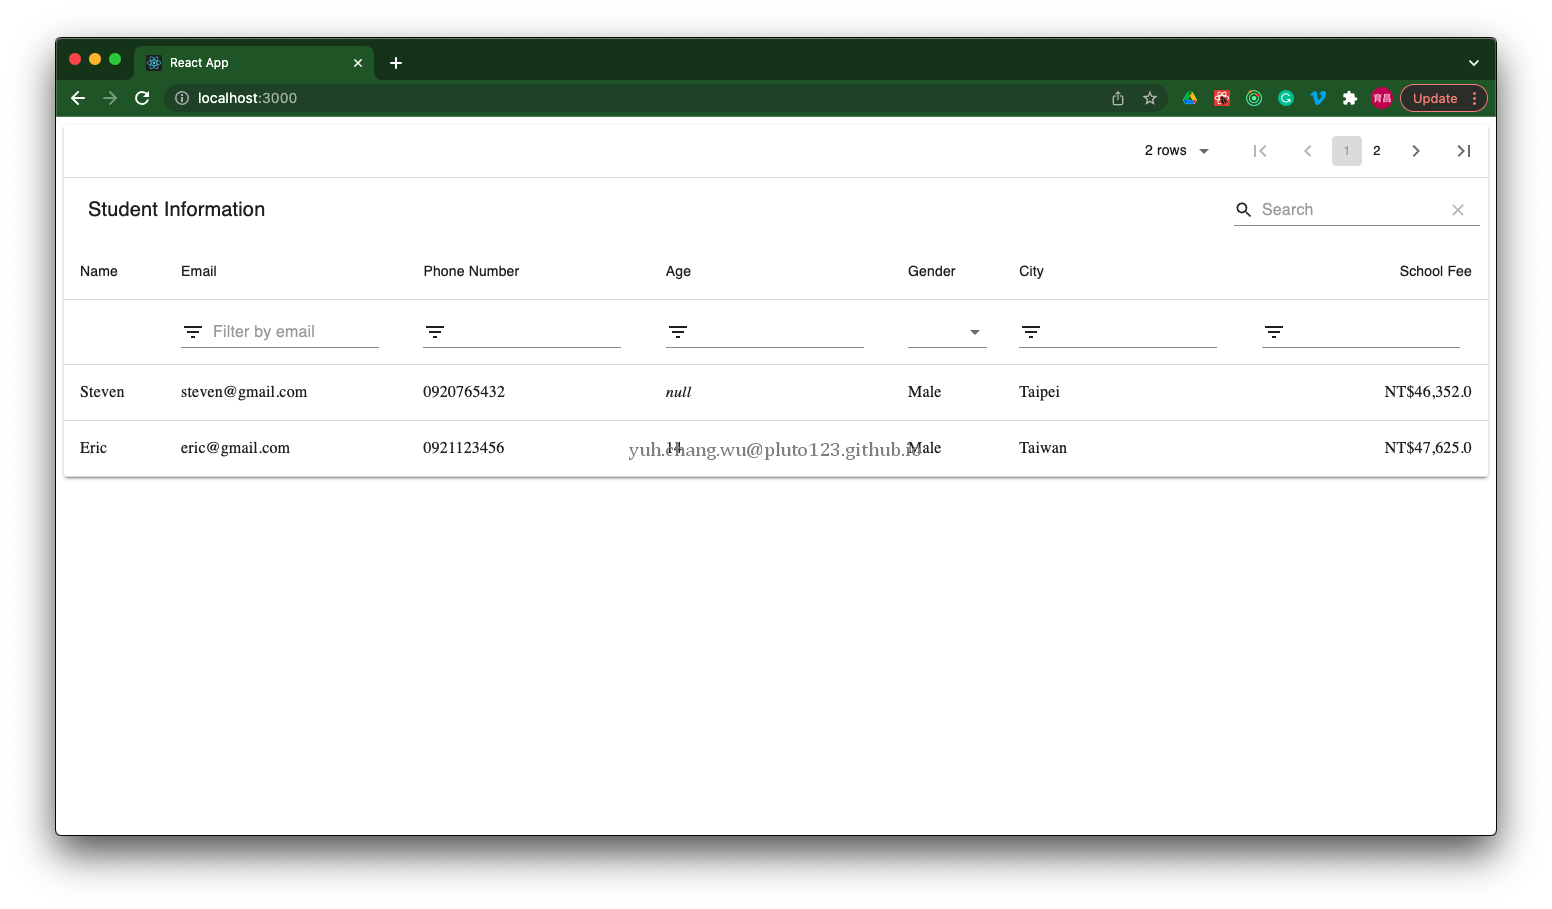 React App
localhost:3000
育昌
Update
2 rows
1 2
Student Information
Search
Name Email Phone Number Age Gender City School Fee
Filter by email
Steven steven@gmail.com 0920765432 null Male Taipei NT$46,352.0
Eric eric@gmail.com 0921123456 14 Male Taiwan NT$47,625.0
yuh.chang.wu@pluto123.github.io